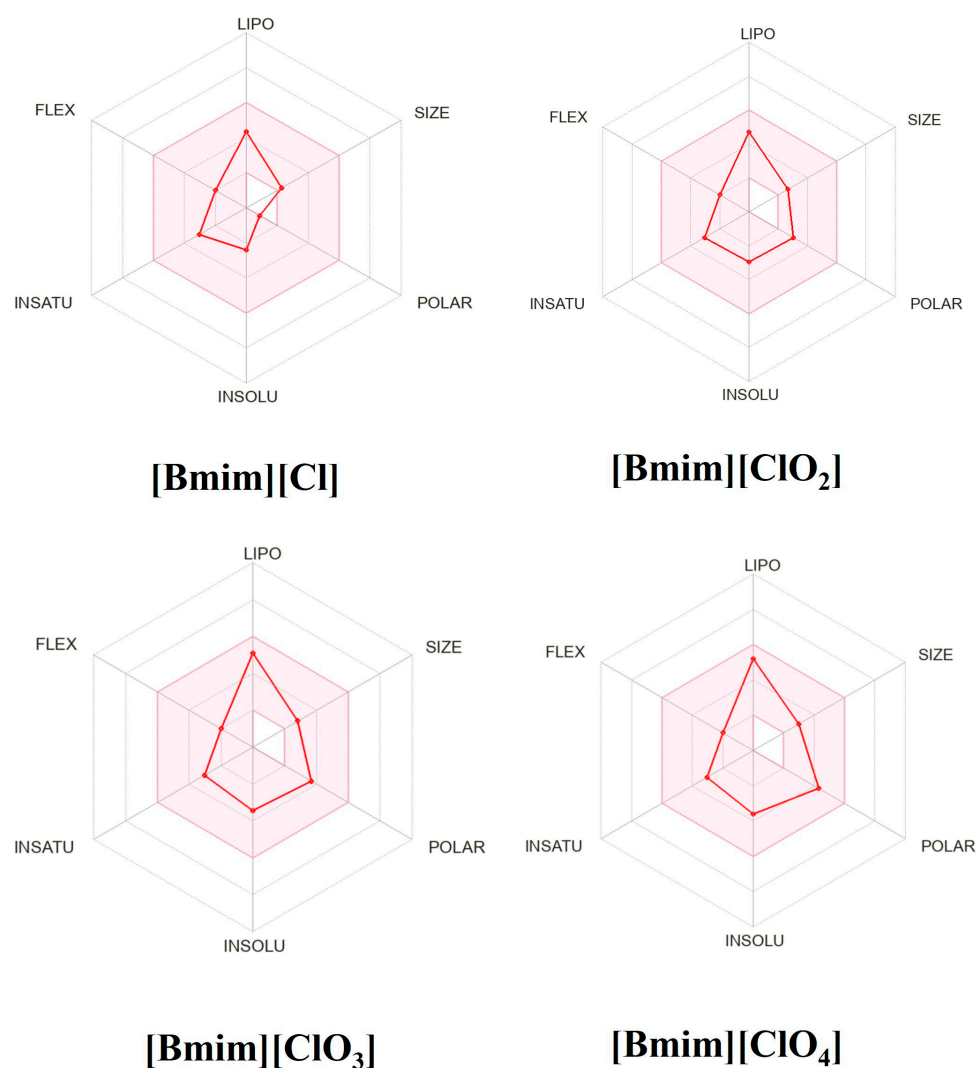 LIPO
FLEX
SIZE
INSATU
POLAR
INSOLU
[Bmim][Cl]
LIPO
FLEX
SIZE
INSATU
POLAR
INSOLU
[Bmim][ClO₂]
LIPO
FLEX
SIZE
INSATU
POLAR
INSOLU
[Bmim][ClO₃]
LIPO
FLEX
SIZE
INSATU
POLAR
INSOLU
[Bmim][ClO₄]